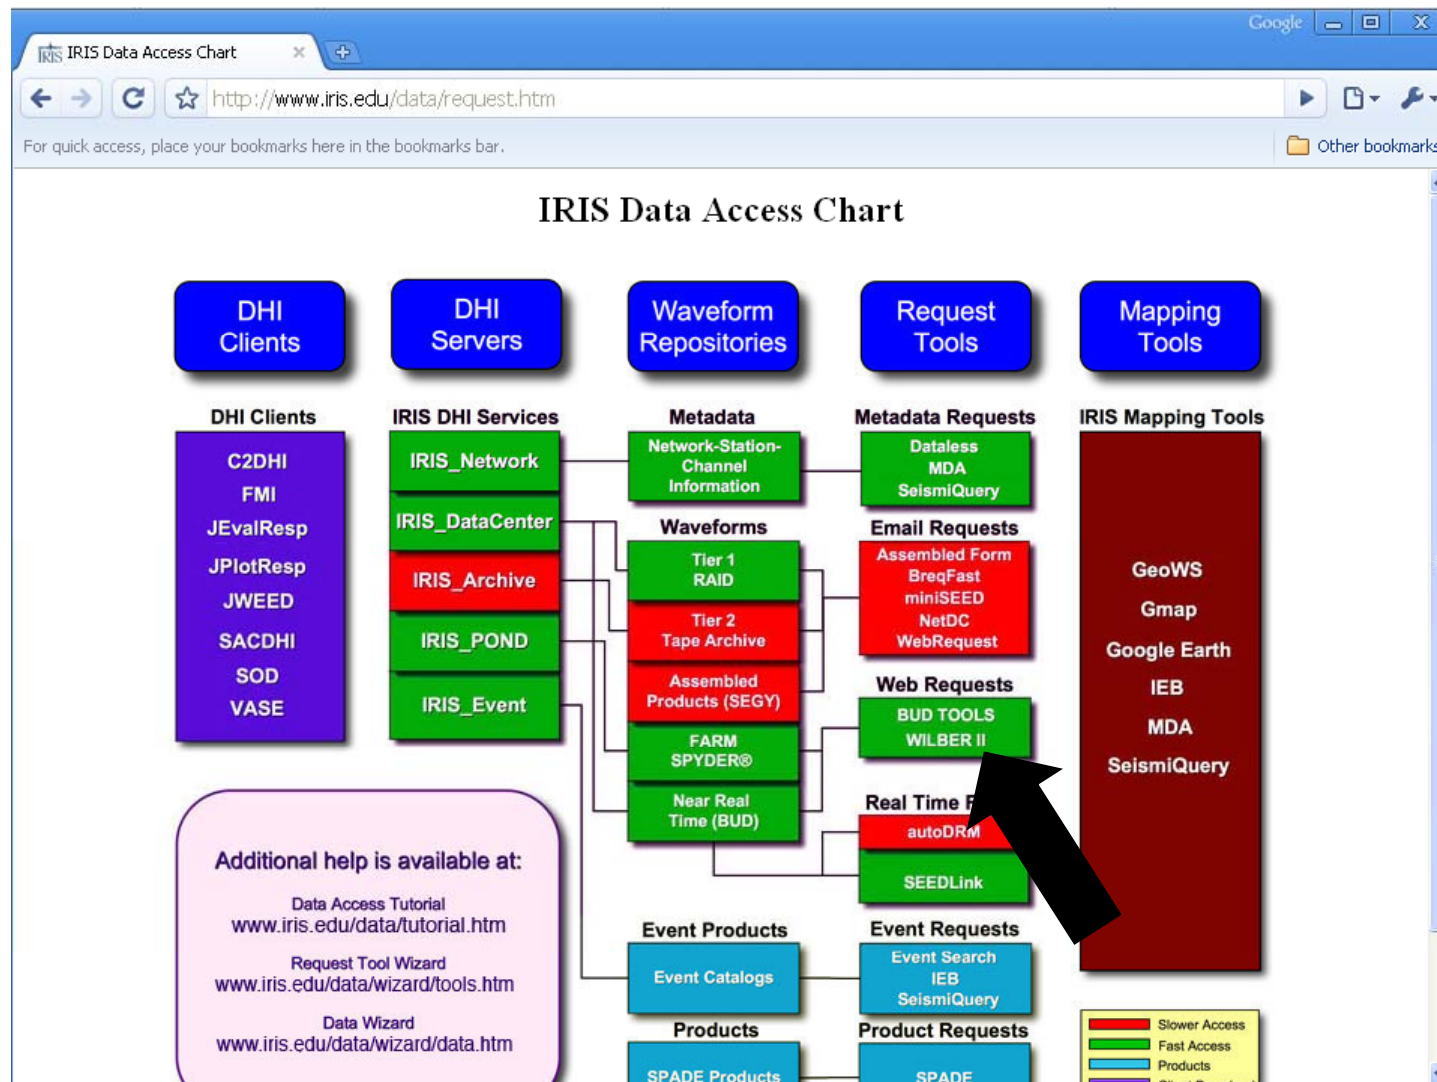 Google
IRIS IRIS Data Access Chart
http://www.iris.edu/data/request.htm
For quick access, place your bookmarks here in the bookmarks bar.
Other bookmarks
IRIS Data Access Chart
DHI
Clients
DHI
Servers
Waveform
Repositories
Request
Tools
Mapping
Tools
DHI Clients
C2DHI
FMI
JEvalResp
JPlotResp
JWEED
SACDHI
SOD
VASE
IRIS DHI Services
IRIS_Network
IRIS_DataCenter
IRIS_Archive
IRIS_POND
IRIS_Event
Metadata
Network-Station-
Channel
Information
Waveforms
Tier 1
RAID
Tier 2
Tape Archive
Assembled
Products (SEGY)
FARM
SPYDER®
Near Real
Time (BUD)
Event Products
Event Catalogs
Products
SPADE Products
Metadata Requests
Dataless
MDA
SeismiQuery
Email Requests
Assembled Form
BreqFast
miniSEED
NetDC
WebRequest
Web Requests
BUD TOOLS
WILBER II
Real Time
autoDRM
SEEDLink
Event Requests
Event Search
IEB
SeismiQuery
Product Requests
SPADE
IRIS Mapping Tools
GeoWS
Gmap
Google Earth
IEB
MDA
SeismiQuery
Additional help is available at:
Data Access Tutorial
www.iris.edu/data/tutorial.htm
Request Tool Wizard
www.iris.edu/data/wizard/tools.htm
Data Wizard
www.iris.edu/data/wizard/data.htm
Slower Access
Fast Access
Products